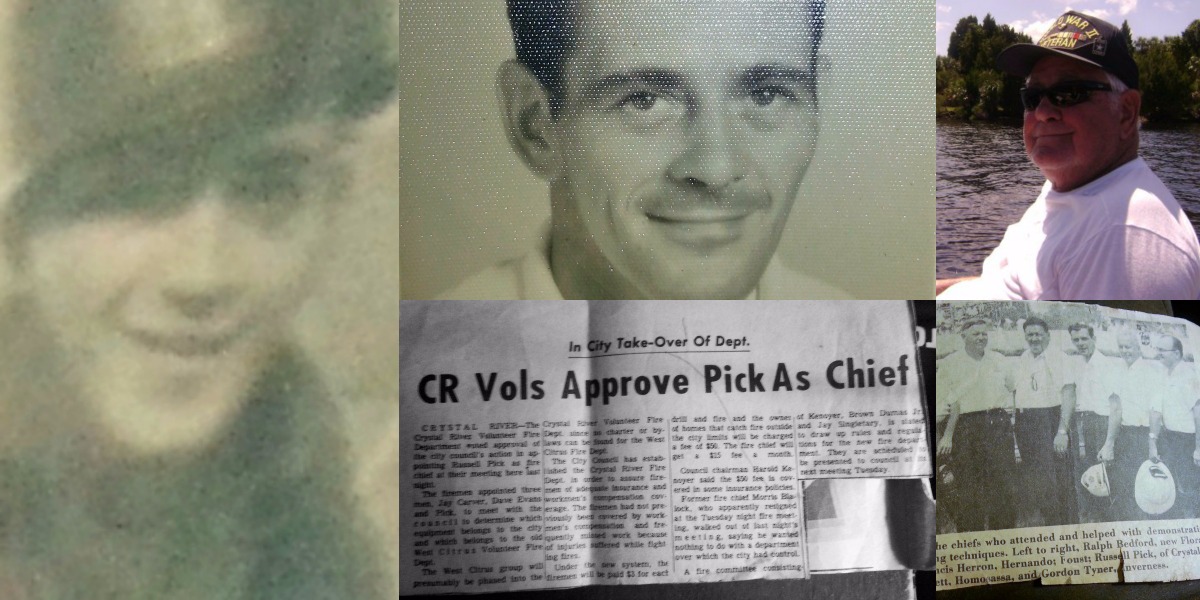 WAR II
VETERAN
In City Take-Over Of Dept.
CR Vols Approve Pick As Chief
CRYSTAL RIVER—The
Crystal River Volunteer Fire
Department voted approval of
the city council's action in ap-
pointing Russell Pick as fire
chief at their meeting here last
night.
The firemen appointed three
men, Jay Carver, Dave Evans
and Pick, to meet with the
council to determine which
equipment belongs to the city
and which belongs to the old
West Citrus Volunteer Fire
Dept.
The West Citrus group will
presumably be phased into the
Crystal River Volunteer Fire
Dept. since no charter or by-
laws can be found for the West
Citrus Fire Dept.
The City Council has estab-
lished the Crystal River Fire
Dept. in order to assure fire-
men of adequate insurance and
workmen's compensation cov-
erage. The firemen had not pre-
viously been covered by work-
men's compensation and fre-
quently missed work because
of injuries suffered while fight
ing fires.
Under the new system, the
firemen will be paid $3 for each
drill and fire and the owner
of homes that catch fire outside
the city limits will be charged
a fee of $50. The fire chief will
get a $15 fee a month.
Council chairman Harold Ke-
noyer said the $50 fee is cov-
ered in some insurance policies.
Former fire chief Morris Bla-
lock, who apparently resigned
at the Tuesday night fire meet-
ing, walked out of last night's
meeting, saying he wanted
nothing to do with a department
over which the city had control.
A fire committee consisting
of Kenoyer, Brown Dumas Jr.
and Jay Singletary, is slated
to draw up rules and regula
tions for the new fire depart
ment. They are scheduled to
be presented to council at
next meeting Tuesday.
he chiefs who attended and helped with demonstrati
ng techniques. Left to right, Ralph Bedford, new Flor
ncis Herron, Hernando; Foust; Russell Pick, of Crysta
ett, Homosassa, and Gordon Tyner, Inverness.